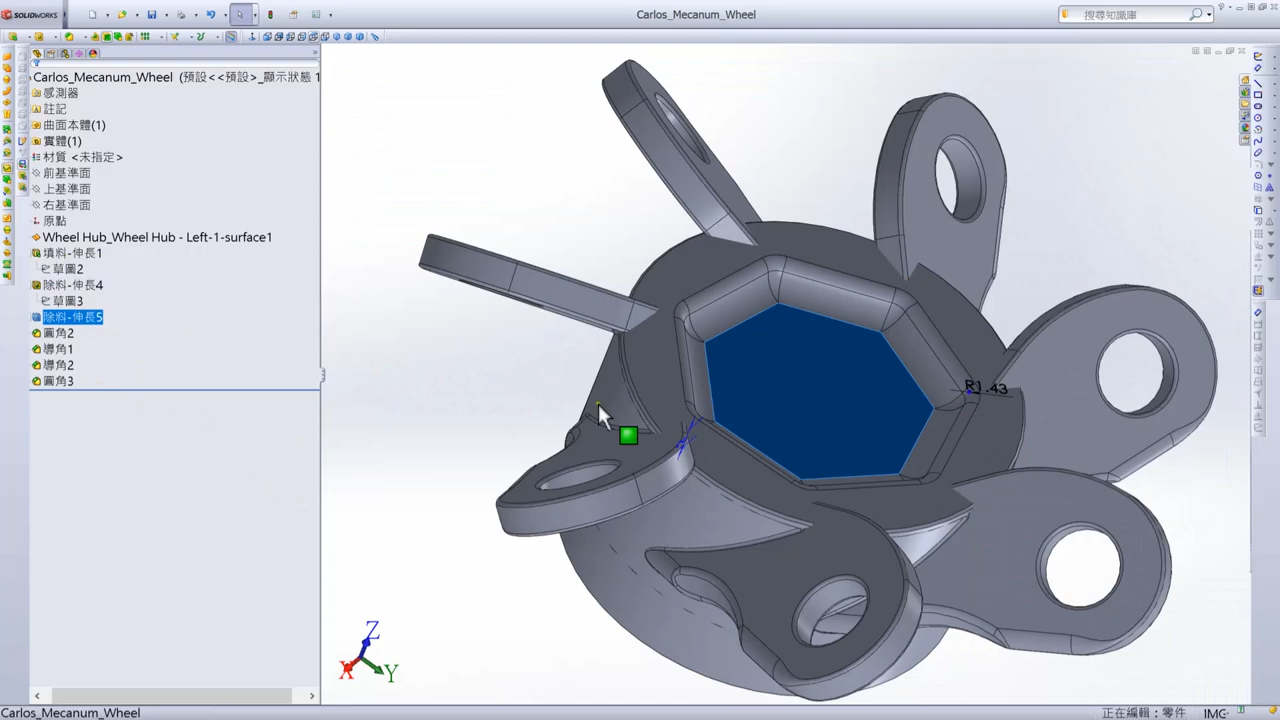 SOLIDWORKS
Carlos_Mecanum_Wheel
搜尋知識庫
Carlos_Mecanum_Wheel (預設<<預設>_顯示狀態 1
感測器
註記
曲面本體(1)
實體(1)
材質 <未指定>
前基準面
上基準面
右基準面
原點
Wheel Hub_Wheel Hub - Left-1-surface1
填料-伸長1
草圖2
除料-伸長4
草圖3
除料-伸長5
圓角2
導角1
導角2
圓角3
R1.43
Z
X
Y
Carlos_Mecanum_Wheel
正在編輯：零件